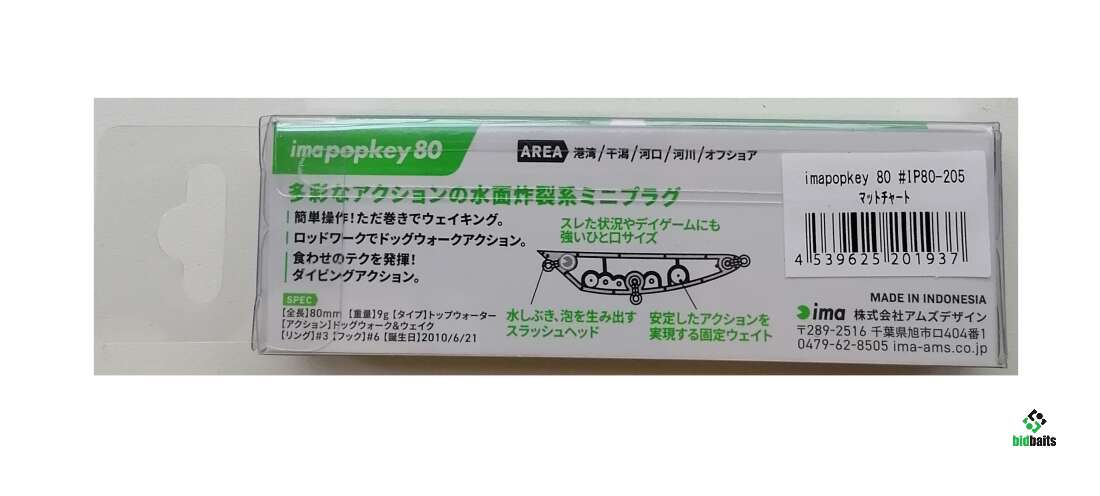 imapopkey 80
AREA 港湾/干潟/河口/河川/オフショア
多彩なアクションの水面炸裂系ミニプラグ
簡単操作!ただ巻きでウェイキング。
ロッドワークでドッグウォークアクション。
食わせのテクを発揮!
ダイビングアクション。
スレた状況やデイゲームにも
強いひと口サイズ
水しぶき、泡を生み出す
スラッシュヘッド
安定したアクションを
実現する固定ウェイト
SPEC
【全長】80mm 【重量】9g 【タイプ】トップウォーター
【アクション】ドッグウォーク&ウェイク
【リング】#3 【フック】#6 【誕生日】2010/6/21
imapopkey 80 #IP80-205
マットチャート
4 539625 201937
MADE IN INDONESIA
ima 株式会社アムズデザイン
〒289-2516 千葉県旭市ロ404番1
0479-62-8505 ima-ams.co.jp
bidbaits